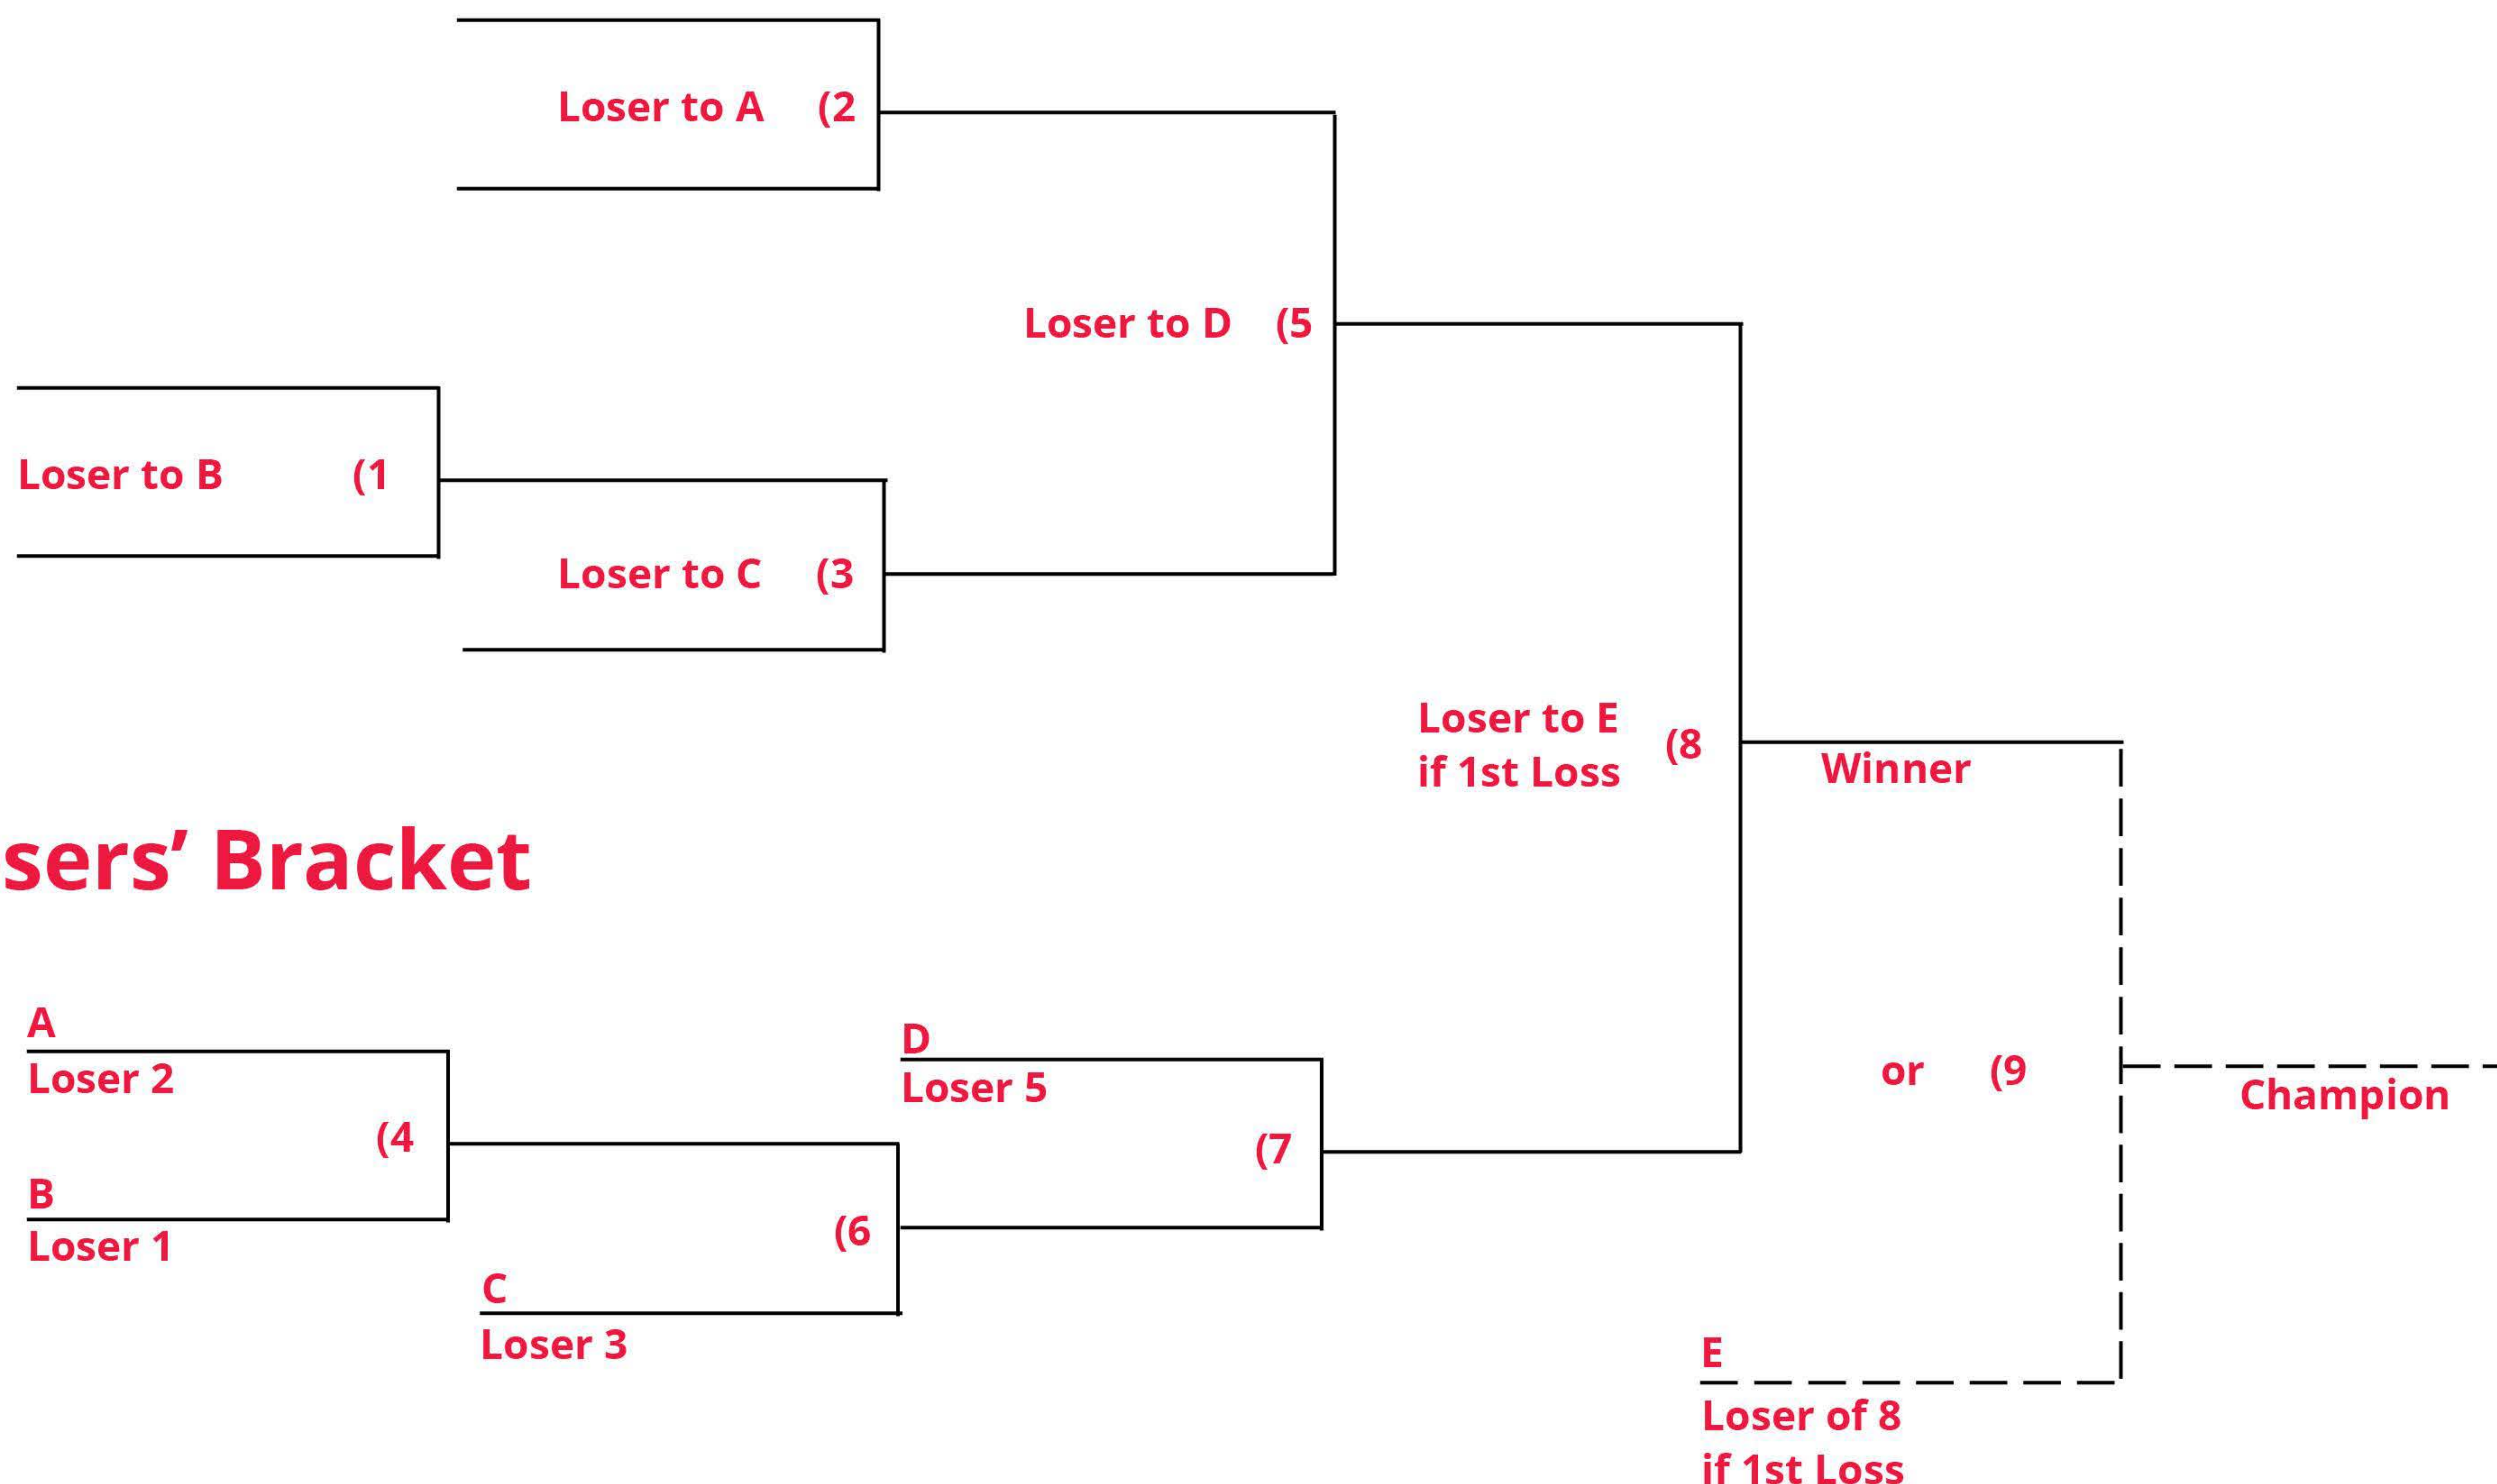 Loser to A (2
Loser to D (5
Loser to B (1
Loser to C (3
Loser to E
if 1st Loss (8
Winner
sers’ Bracket
A
Loser 2
(4
B
Loser 1
(6
C
Loser 3
D
Loser 5
(7
or (9
Champion
E
Loser of 8
if 1st Loss